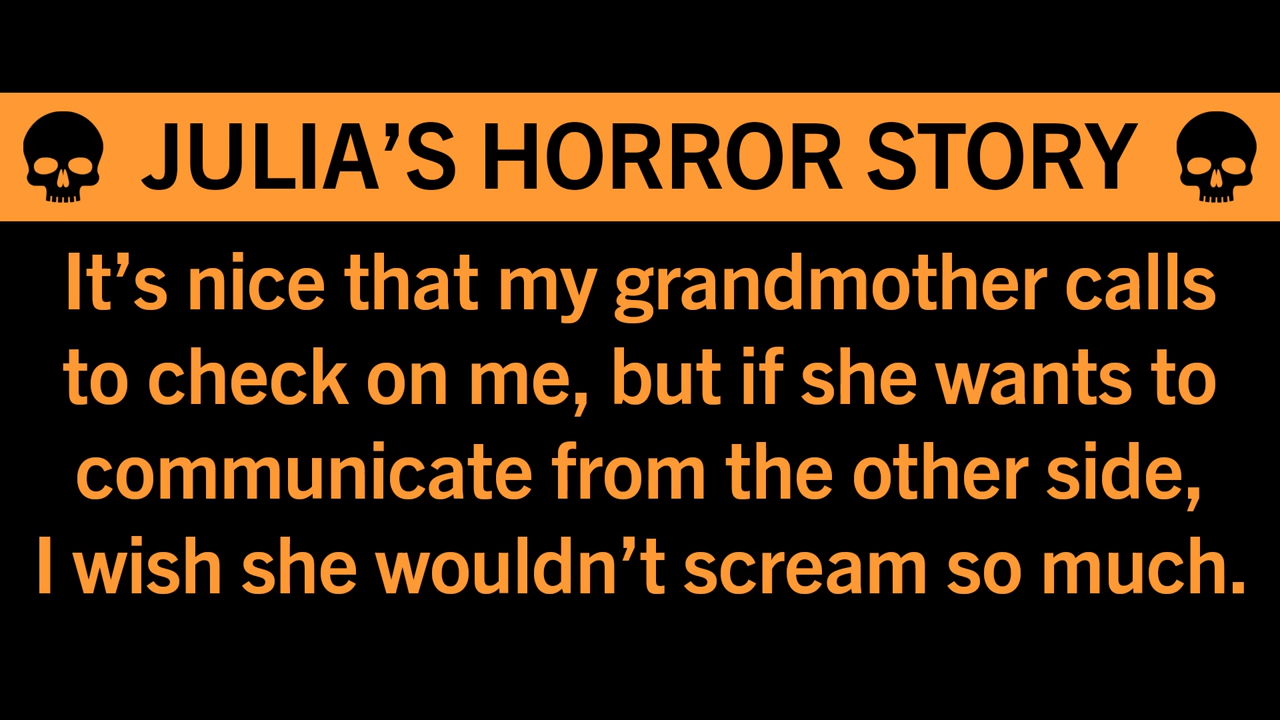 JULIA’S HORROR STORY
It’s nice that my grandmother calls
to check on me, but if she wants to
communicate from the other side,
I wish she wouldn’t scream so much.